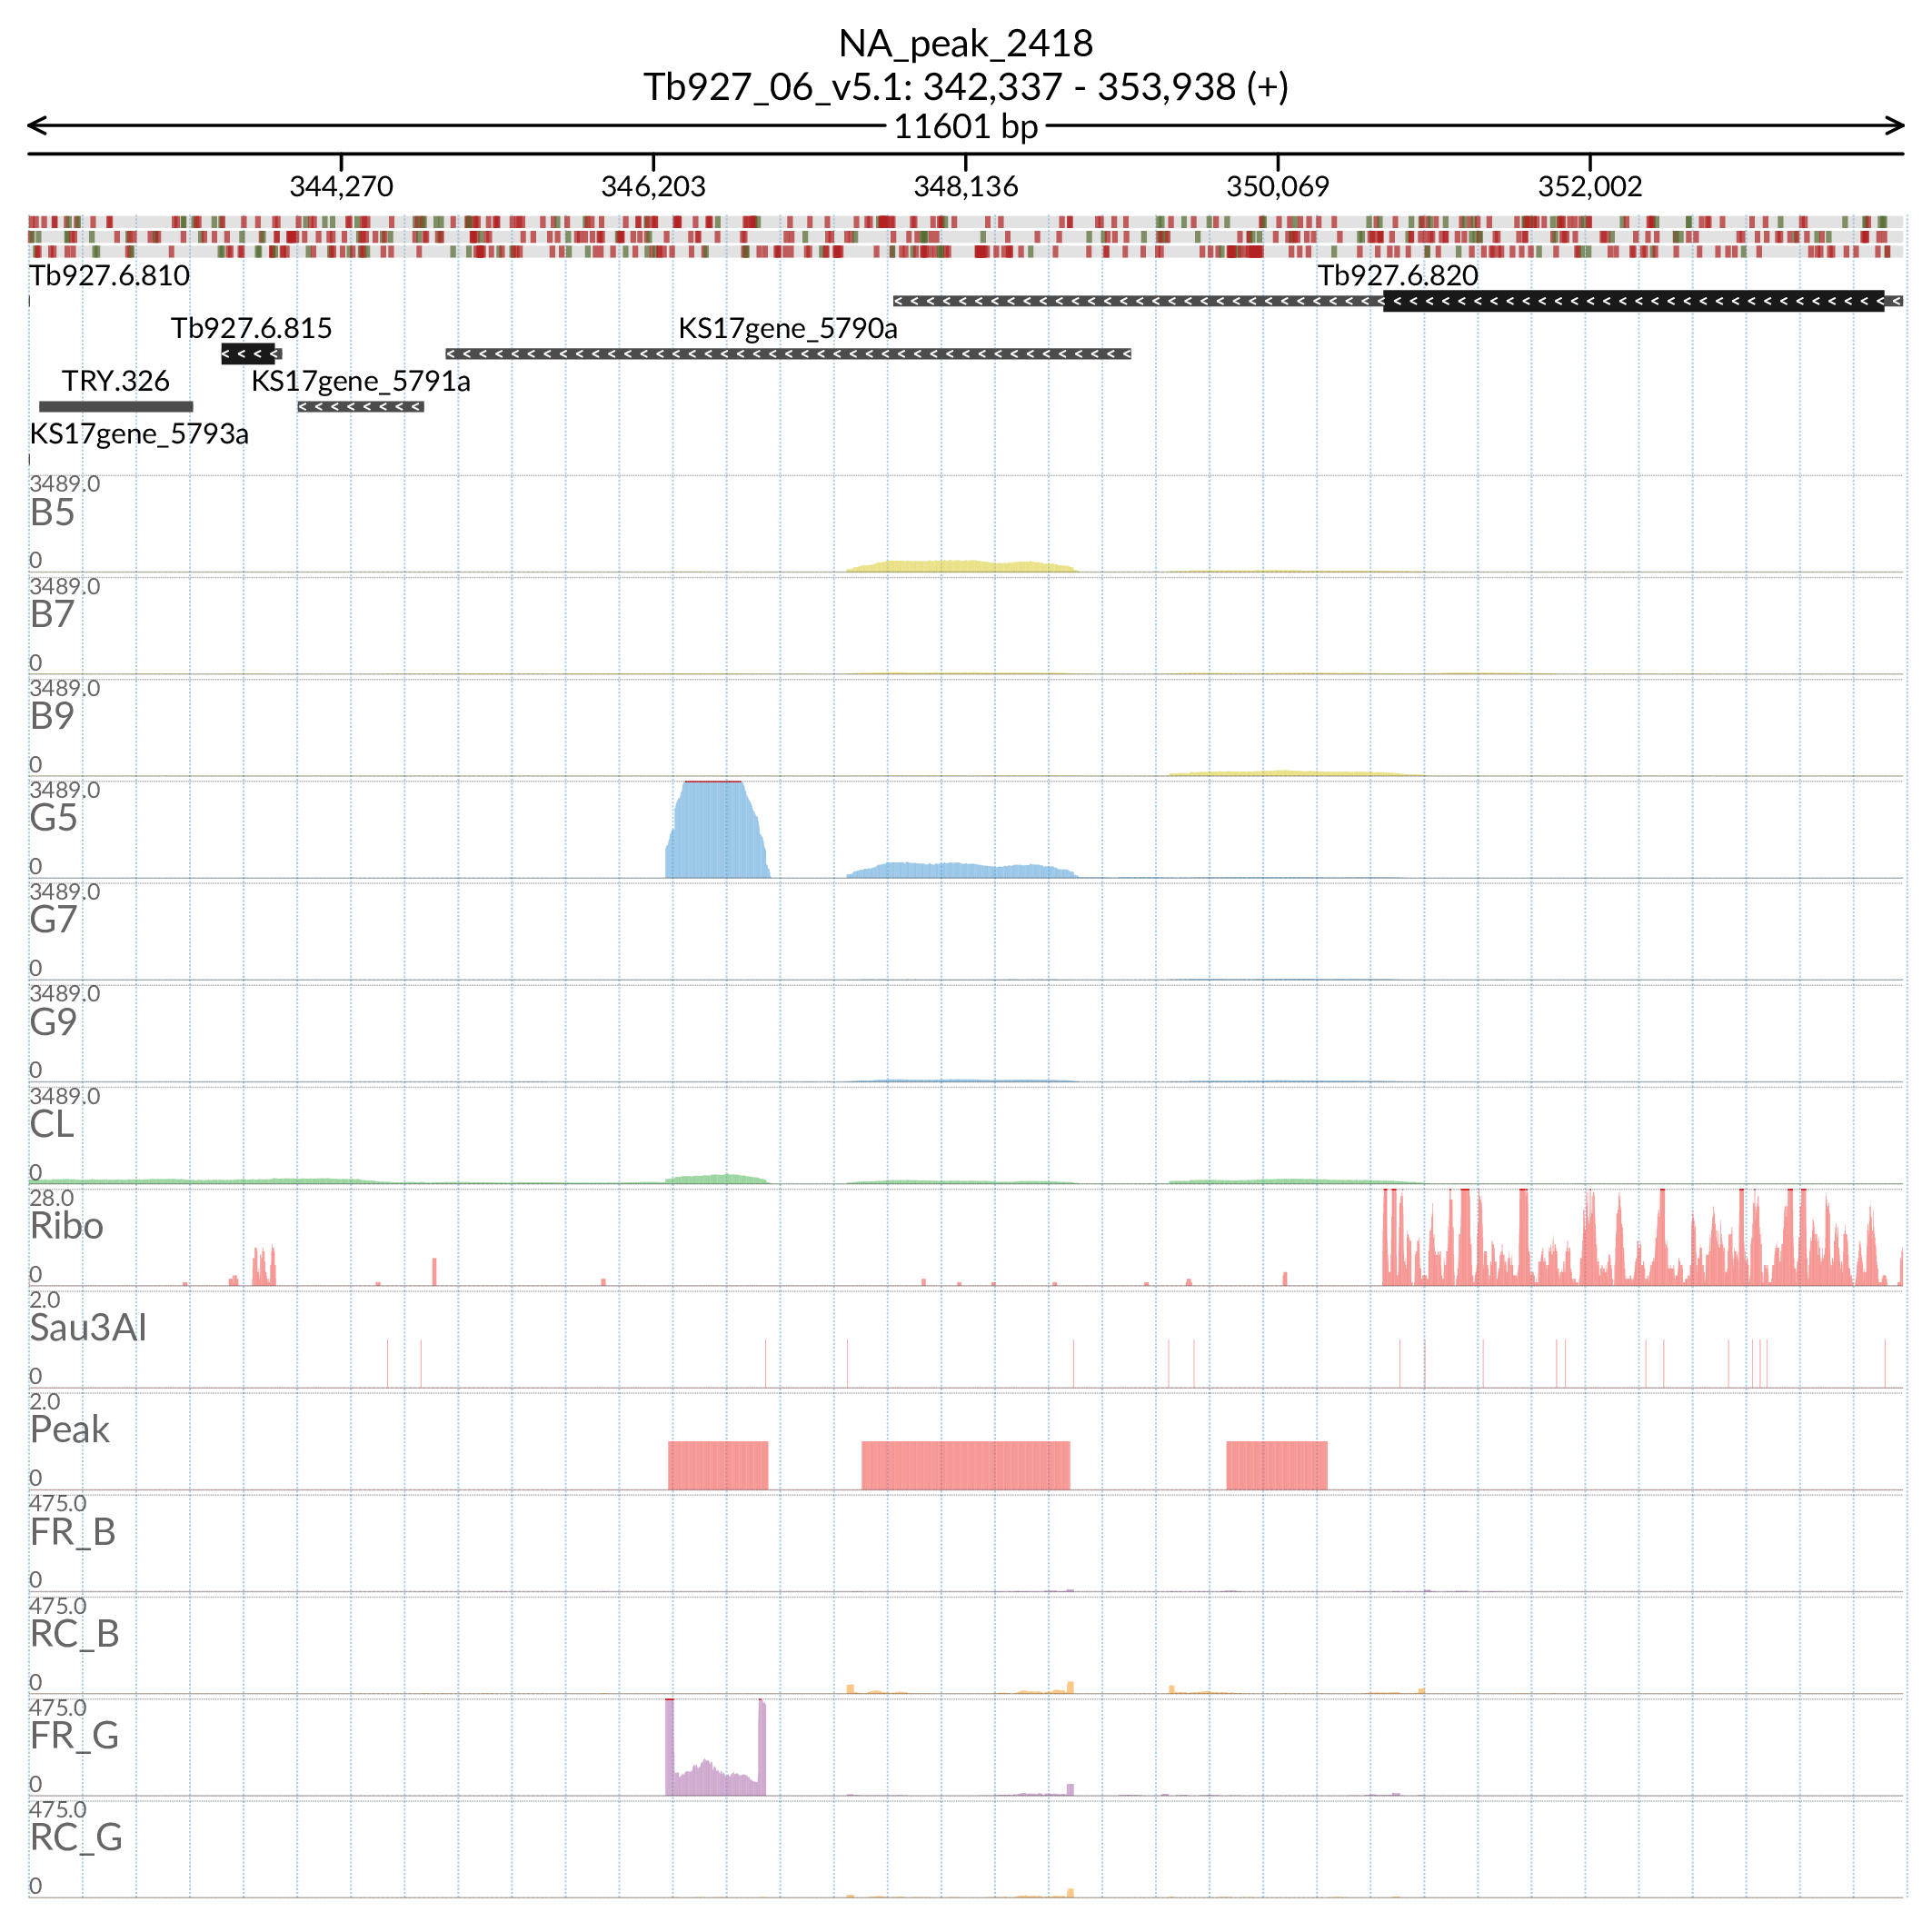 NA_peak_2418
Tb927_06_v5.1: 342,337 - 353,938 (+)
11601 bp
344,270 346,203 348,136 350,069 352,002
Tb927.6.810 Tb927.6.820
Tb927.6.815 KS17gene_5790a
TRY.326 KS17gene_5791a
KS17gene_5793a
3489.0
B5
0
3489.0
B7
0
3489.0
B9
0
3489.0
G5
0
3489.0
G7
0
3489.0
G9
0
3489.0
CL
0
28.0
Ribo
0
2.0
Sau3AI
0
2.0
Peak
0
475.0
FR_B
0
475.0
RC_B
0
475.0
FR_G
0
475.0
RC_G
0